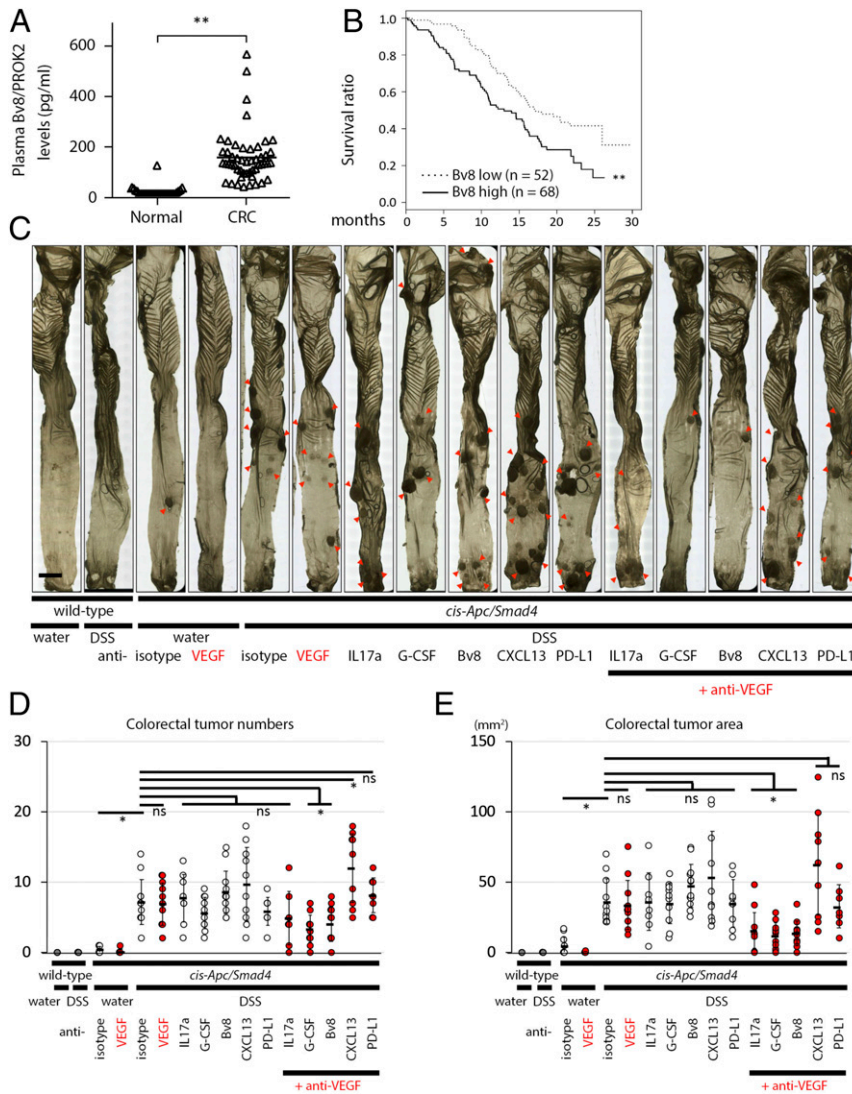 A
Plasma Bv8/PROK2
levels (pg/ml)
600
400
200
0
**
Normal
CRC
B
Survival ratio
1.0
0.8
0.6
0.4
0.2
0
Bv8 low (n = 52)
Bv8 high (n = 68)
**
months
0 5 10 15 20 25 30
C
wild-type
cis-Apc/Smad4
water DSS water DSS
anti- isotype VEGF isotype VEGF IL17a G-CSF Bv8 CXCL13 PD-L1 IL17a G-CSF Bv8 CXCL13 PD-L1
+ anti-VEGF
D
Colorectal tumor numbers
30
20
10
0
ns
*
* ns ns *
wild-type
cis-Apc/Smad4
water DSS water DSS
anti- isotype VEGF isotype VEGF IL17a G-CSF Bv8 CXCL13 PD-L1
+ anti-VEGF
E
(mm²)
Colorectal tumor area
150
100
50
0
ns
* ns ns *
wild-type
cis-Apc/Smad4
water DSS water DSS
anti- isotype VEGF isotype VEGF IL17a G-CSF Bv8 CXCL13 PD-L1 IL17a G-CSF Bv8 CXCL13 PD-L1
+ anti-VEGF